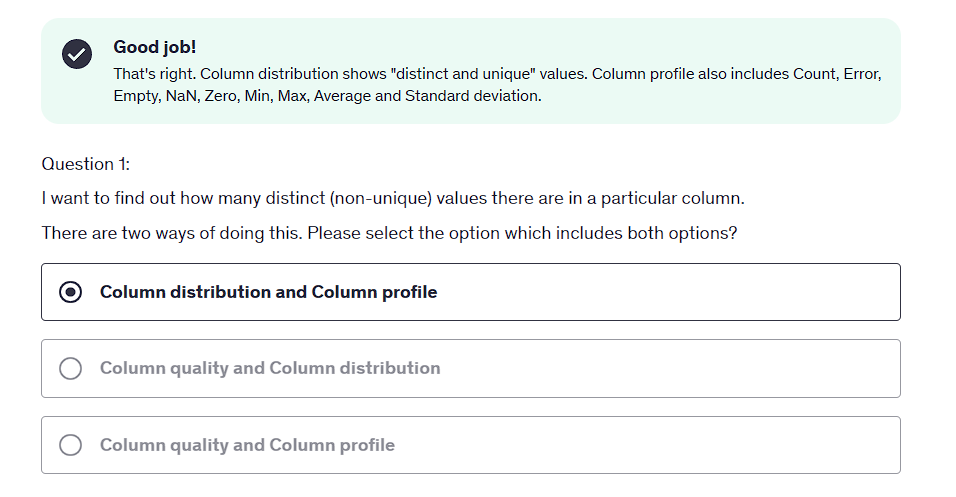 Good job!
That's right. Column distribution shows "distinct and unique" values. Column profile also includes Count, Error,
Empty, NaN, Zero, Min, Max, Average and Standard deviation.
Question 1:
I want to find out how many distinct (non-unique) values there are in a particular column.
There are two ways of doing this. Please select the option which includes both options?
Column distribution and Column profile
Column quality and Column distribution
Column quality and Column profile